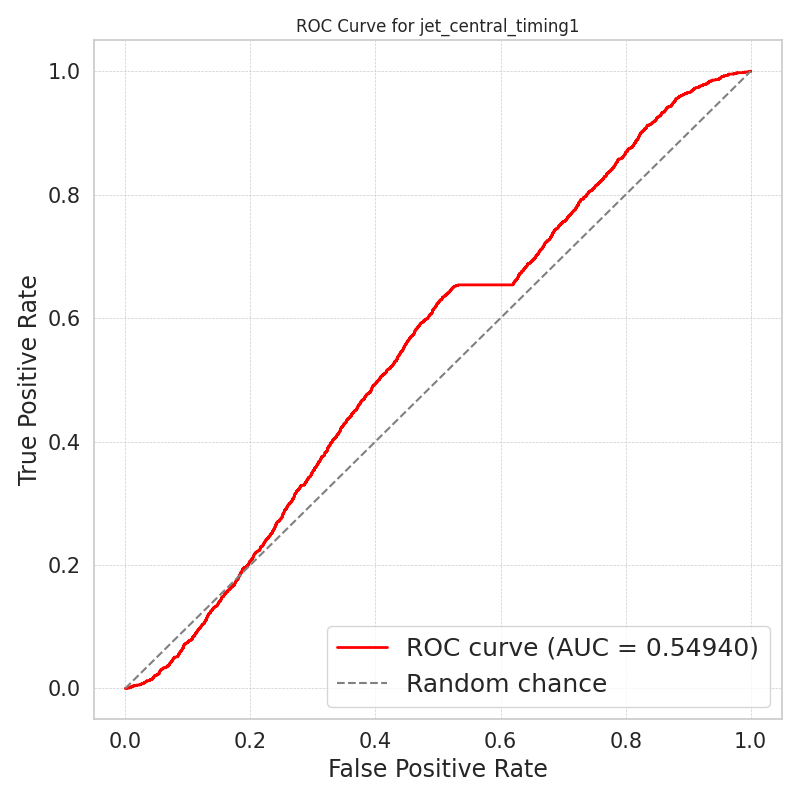 ROC Curve for jet_central_timing1
True Positive Rate
1.0
0.8
0.6
0.4
0.2
0.0
ROC curve (AUC = 0.54940)
Random chance
0.0 0.2 0.4 0.6 0.8 1.0
False Positive Rate